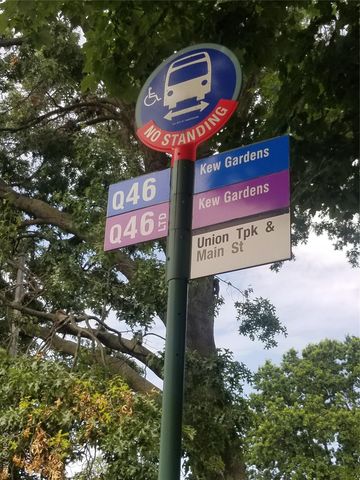 NO STANDING
Q46
Kew Gardens
Q46 LTD
Kew Gardens
Union Tpk &
Main St